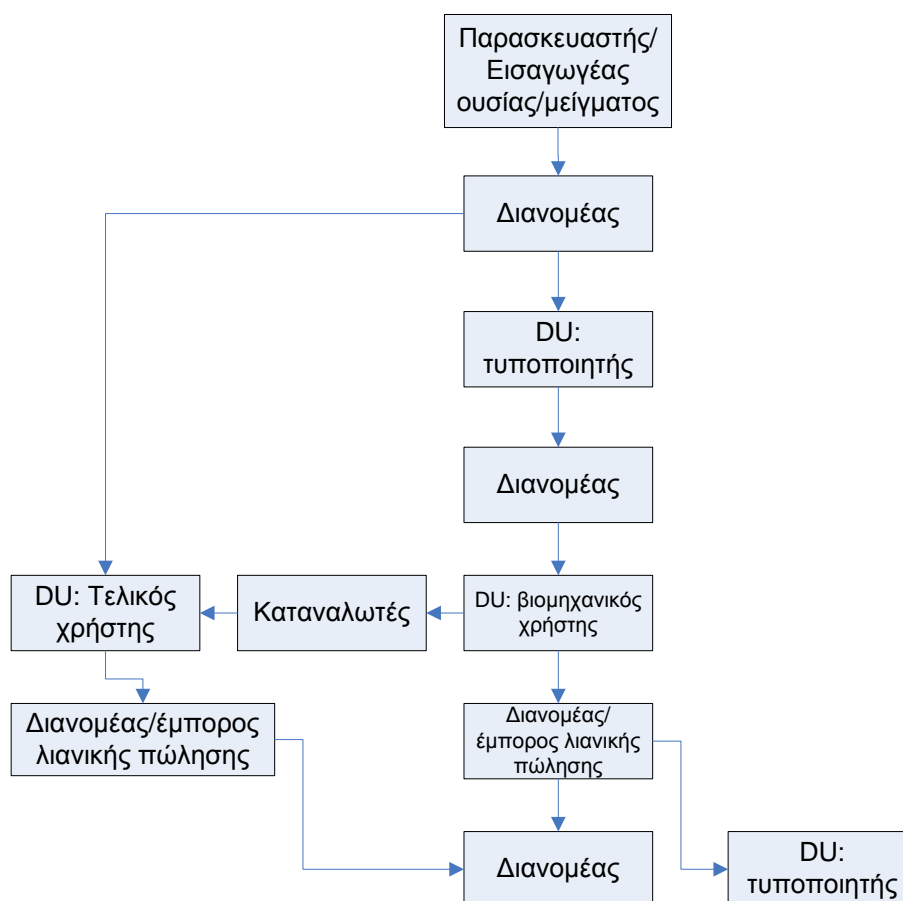 Παρασκευαστής/
Εισαγωγέας
ουσίας/μείγματος
Διανομέας
DU:
τυποποιητής
Διανομέας
DU: Τελικός
χρήστης
Καταναλωτές
DU: βιομηχανικός
χρήστης
Διανομέας/έμπορος
λιανικής πώλησης
Διανομέας/
έμπορος λιανικής
πώλησης
Διανομέας
DU:
τυποποιητής